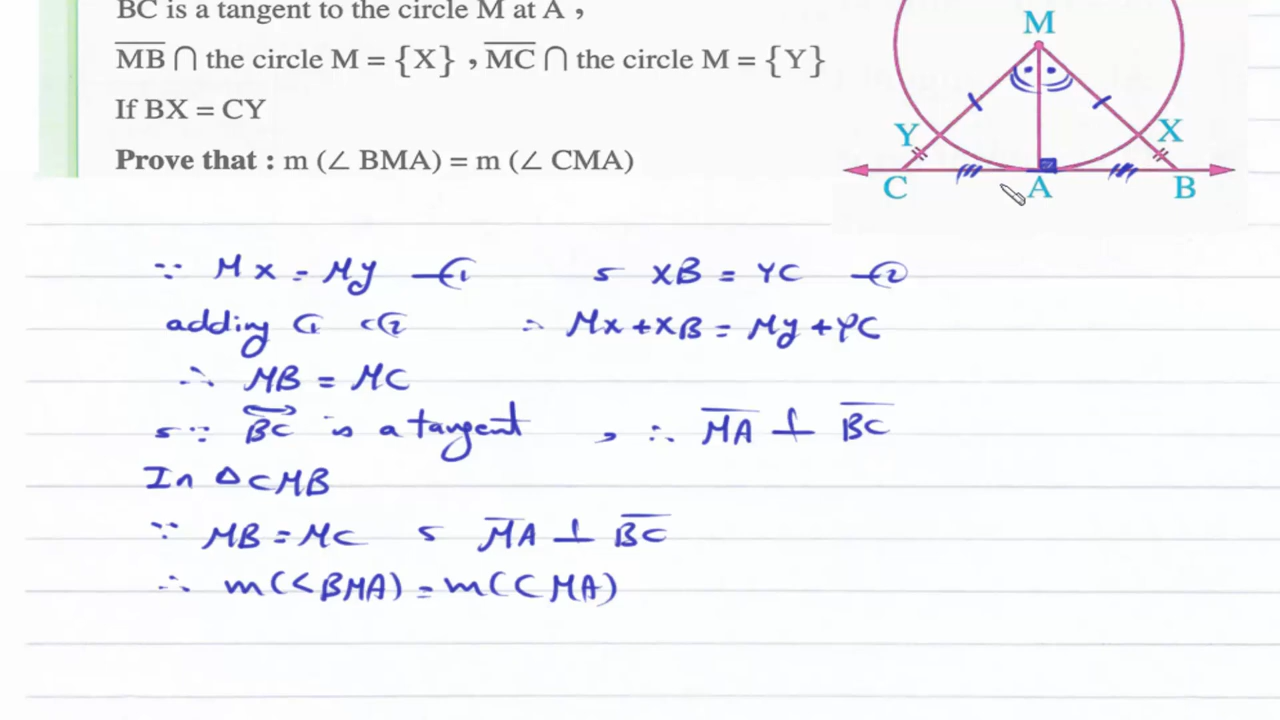 BC is a tangent to the circle M at A ,
MB ∩ the circle M = {X} , MC ∩ the circle M = {Y}
If BX = CY
Prove that : m (∠ BMA) = m (∠ CMA)
M
Y X
C A B
∵ MX = MY —① , XB = YC —②
adding ① , ② ∴ MX + XB = MY + YC
∴ MB = MC
, ∵ BC is a tangent , ∴ MA ⊥ BC
In △CMB
∵ MB = MC , MA ⊥ BC
∴ m(<BMA) = m(CMA)